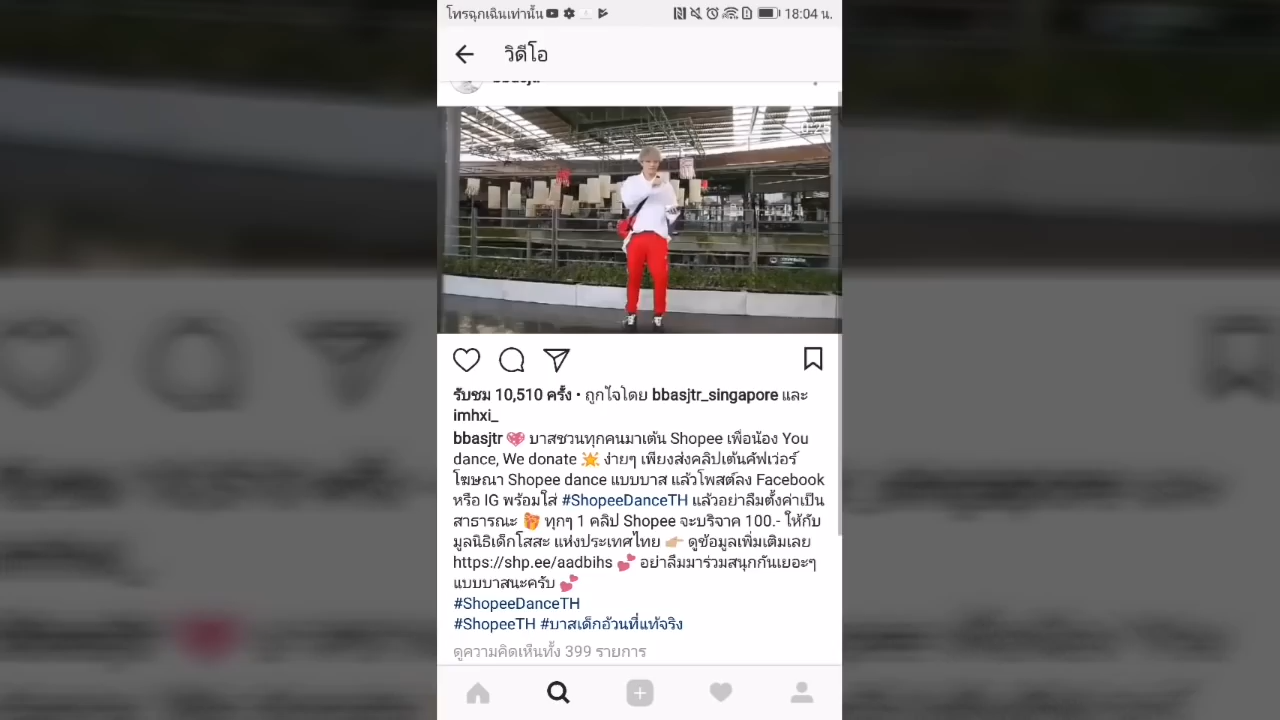 โทรฉุกเฉินเท่านั้น 18:04 น.
วิดีโอ
bbasjtr
รับชม 10,510 ครั้ง • ถูกใจโดย bbasjtr_singapore และ
imhxi_
bbasjtr 💖 บาสชวนทุกคนมาเต้น Shopee เพื่อน้อง You
dance, We donate 🌟 ง่ายๆ เพียงส่งคลิปเต้นคัฟเว่อร์
โฆษณา Shopee dance แบบบาส แล้วโพสต์ลง Facebook
หรือ IG พร้อมใส่ #ShopeeDanceTH แล้วอย่าลืมตั้งค่าเป็น
สาธารณะ 🎁 ทุกๆ 1 คลิป Shopee จะบริจาค 100.- ให้กับ
มูลนิธิเด็กโสสะ แห่งประเทศไทย 👉🏼 ดูข้อมูลเพิ่มเติมเลย
https://shp.ee/aadbihs 💕 อย่าลืมมาร่วมสนุกกันเยอะๆ
แบบบาสนะครับ 💕
#ShopeeDanceTH
#ShopeeTH #บาสเด็กอ้วนที่แท้จริง
ดูความคิดเห็นทั้ง 399 รายการ